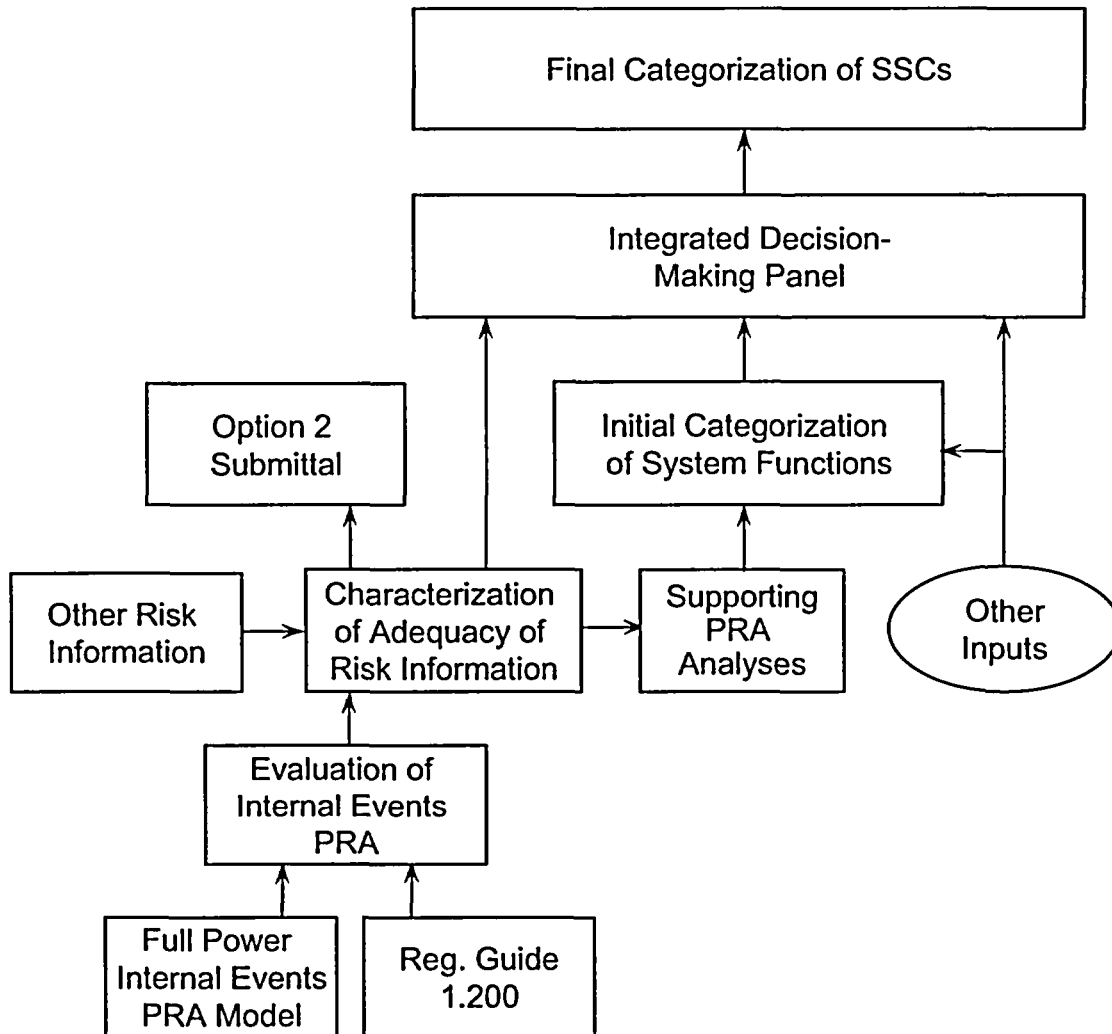 Final Categorization of SSCs
Integrated Decision-
Making Panel
Option 2
Submittal
Initial Categorization
of System Functions
Other Risk
Information
Characterization
of Adequacy of
Risk Information
Supporting
PRA
Analyses
Other
Inputs
Evaluation of
Internal Events
PRA
Full Power
Internal Events
PRA Model
Reg. Guide
1.200